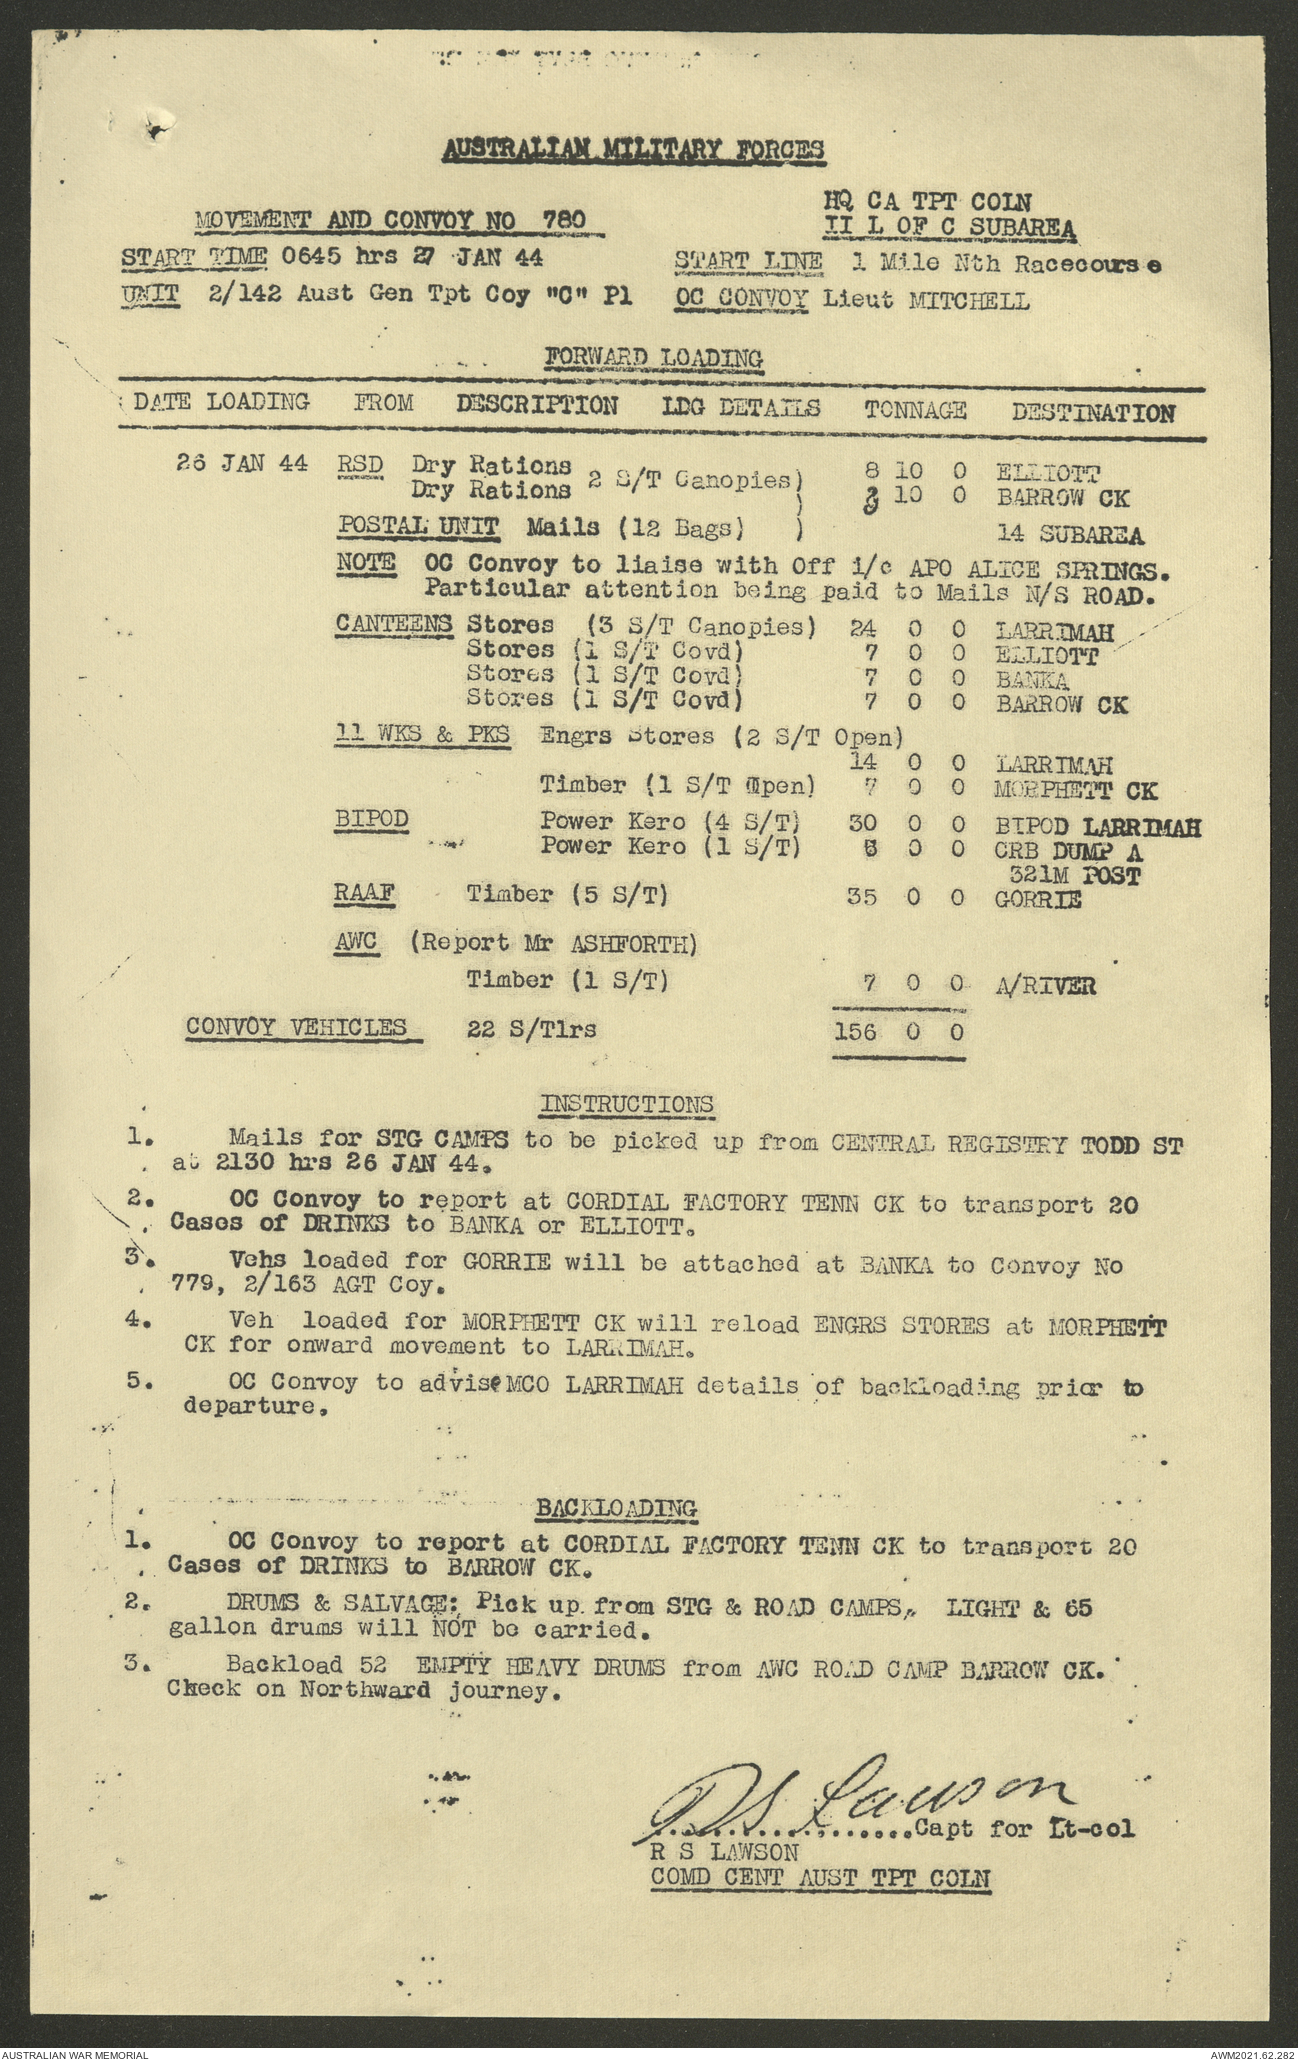 AUSTRALIAN MILITARY FORCES
HQ CA TPT COLN
MOVEMENT AND CONVOY NO 780
II L OF C SUBAREA
START TIME 0645 hrs 27 JAN 44 START LINE 1 Mile Nth Racecourse
UNIT 2/142 Aust Gen Tpt Coy "C" Pl OC CONVOY Lieut MITCHELL
FORWARD LOADING
DATE LOADING FROM DESCRIPTION LDG DETAILS TONNAGE DESTINATION
26 JAN 44 RSD Dry Rations 2 S/T Canopies) 8 10 0 ELLIOTT
Dry Rations ) 10 0 BARROW CK
POSTAL UNIT Mails (12 Bags) ) 14 SUBAREA
NOTE OC Convoy to liaise with Off i/c APO ALICE SPRINGS.
Particular attention being paid to Mails N/S ROAD.
CANTEENS Stores (3 S/T Canopies) 24 0 0 LARRIMAH
Stores (1 S/T Covd) 7 0 0 ELLIOTT
Stores (1 S/T Covd) 7 0 0 BANKA
Stores (1 S/T Covd) 7 0 0 BARROW CK
11 WKS & PKS Engrs Stores (2 S/T Open)
14 0 0 LARRIMAH
Timber (1 S/T Open) 7 0 0 MORPHETT CK
BIPOD Power Kero (4 S/T) 30 0 0 BIPOD LARRIMAH
Power Kero (1 S/T) 0 0 CRB DUMP A
321M POST
RAAF Timber (5 S/T) 35 0 0 GORRIE
AWC (Report Mr ASHFORTH)
Timber (1 S/T) 7 0 0 A/RIVER
CONVOY VEHICLES 22 S/Tlrs 156 0 0
INSTRUCTIONS
1. Mails for STG CAMPS to be picked up from CENTRAL REGISTRY TODD ST
at 2130 hrs 26 JAN 44.
2. OC Convoy to report at CORDIAL FACTORY TENN CK to transport 20
Cases of DRINKS to BANKA or ELLIOTT.
3. Vehs loaded for GORRIE will be attached at BANKA to Convoy No
779, 2/163 AGT Coy.
4. Veh loaded for MORPHETT CK will reload ENGRS STORES at MORPHETT
CK for onward movement to LARRIMAH.
5. OC Convoy to advise MCO LARRIMAH details of backloading prior to
departure.
BACKLOADING
1. OC Convoy to report at CORDIAL FACTORY TENN CK to transport 20
Cases of DRINKS to BARROW CK.
2. DRUMS & SALVAGE: Pick up from STG & ROAD CAMPS, LIGHT & 65
gallon drums will NOT be carried.
3. Backload 52 EMPTY HEAVY DRUMS from AWC ROAD CAMP BARROW CK.
Check on Northward journey.
RS Lawson
..................Capt for Lt-col
R S LAWSON
COMD CENT AUST TPT COLN
AUSTRALIAN WAR MEMORIAL AWM2021.62.282